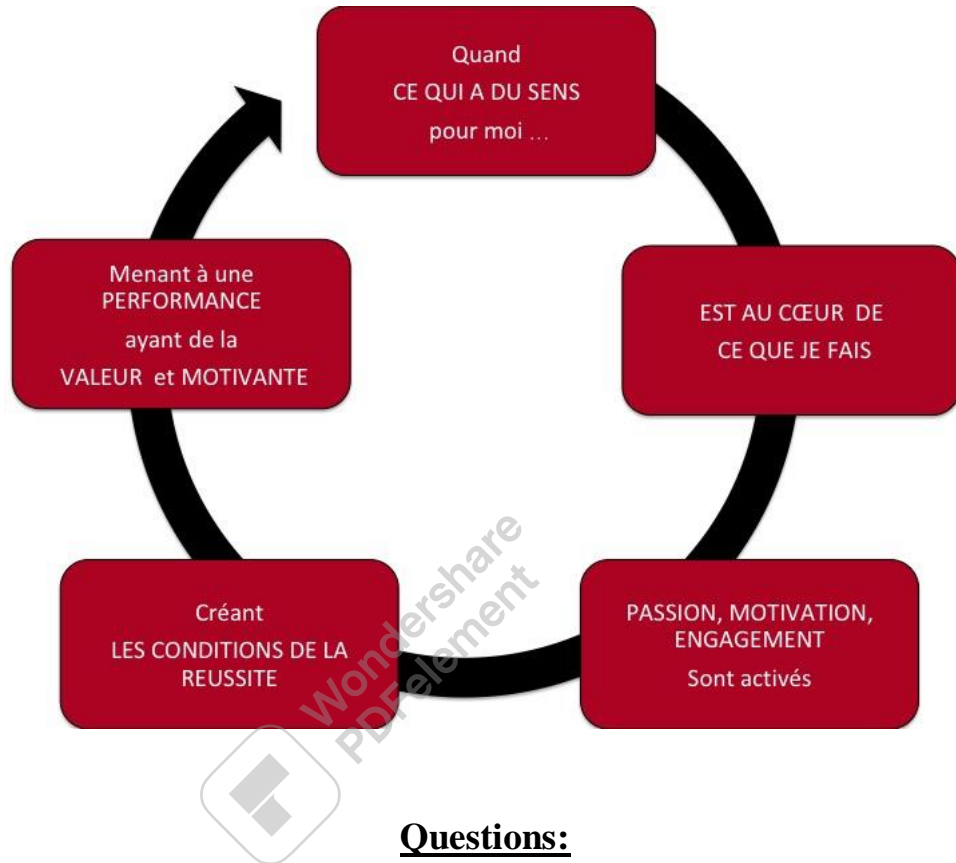 Quand
CE QUI A DU SENS
pour moi …
EST AU CŒUR DE
CE QUE JE FAIS
PASSION, MOTIVATION,
ENGAGEMENT
Sont activés
Créant
LES CONDITIONS DE LA
REUSSITE
Menant à une
PERFORMANCE
ayant de la
VALEUR et MOTIVANTE
Wondershare
PDFelement
Questions: